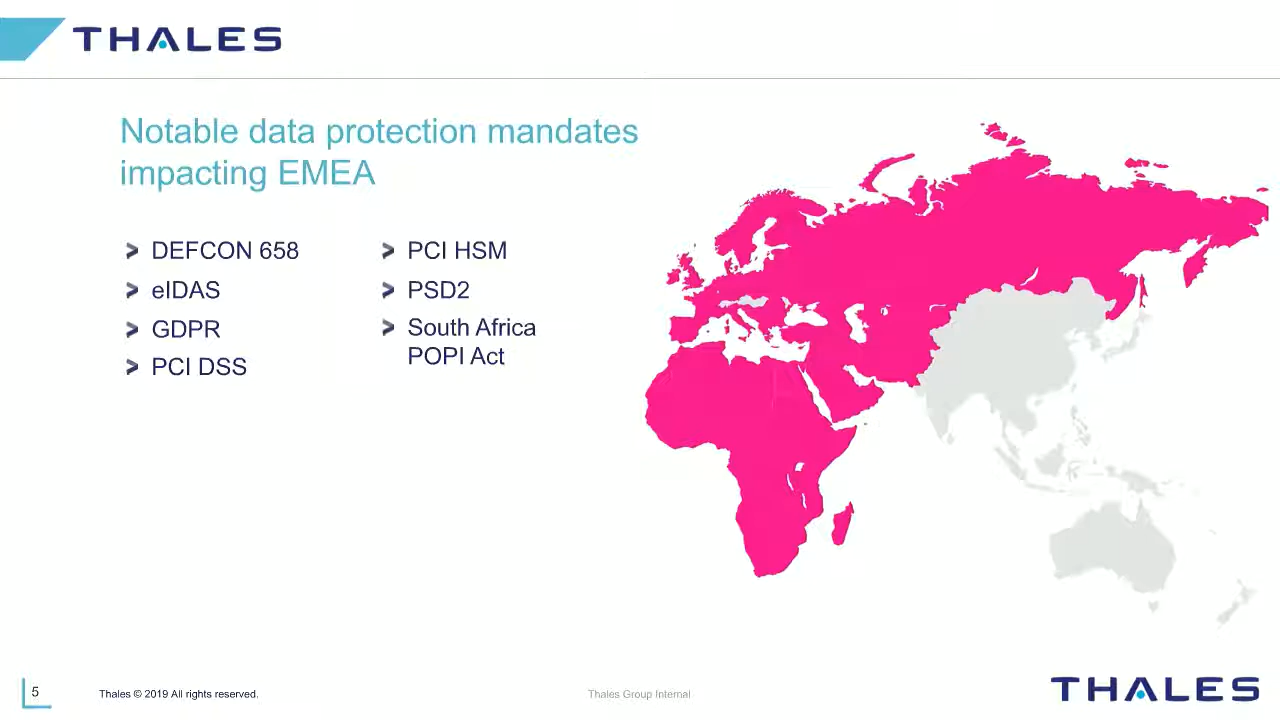 THALES
Notable data protection mandates
impacting EMEA
DEFCON 658
eIDAS
GDPR
PCI DSS
PCI HSM
PSD2
South Africa
POPI Act
5
Thales © 2019 All rights reserved.
Thales Group Internal
THALES